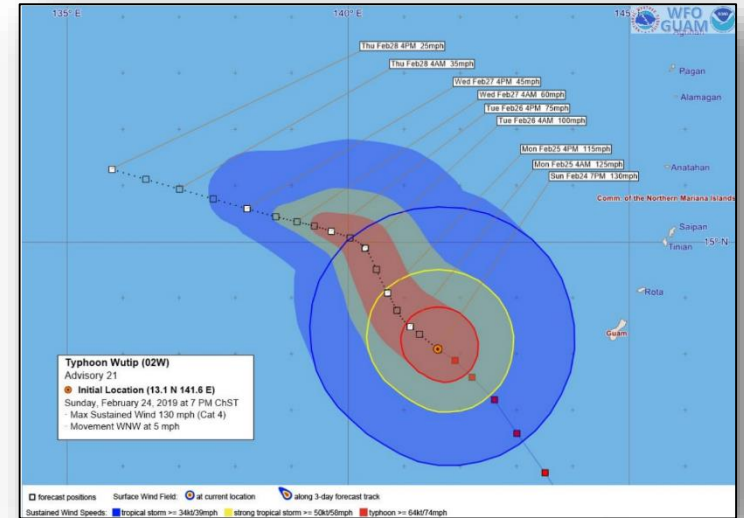 135° E
140° E
145°
WFO
GUAM
Thu Feb28 4PM 25mph
Thu Feb28 4AM 35mph
Wed Feb27 4PM 45mph
Wed Feb27 4AM 60mph
Tue Feb26 4PM 75mph
Tue Feb26 4AM 100mph
Mon Feb25 4PM 115mph
Mon Feb25 4AM 125mph
Sun Feb24 7PM 130mph
Pagan
Alamagan
Anatahan
Comm. of the Northern Mariana Islands
Saipan
Tinian
15° N
Rota
Guam
Typhoon Wutip (02W)
Advisory 21
Initial Location (13.1 N 141.6 E)
Sunday, February 24, 2019 at 7 PM ChST
· Max Sustained Wind 130 mph (Cat 4)
· Movement WNW at 5 mph
forecast positions Surface Wind Field: at current location along 3-day forecast track
Sustained Wind Speeds: tropical storm >= 34kt/39mph strong tropical storm >= 50kt/58mph typhoon >= 64kt/74mph